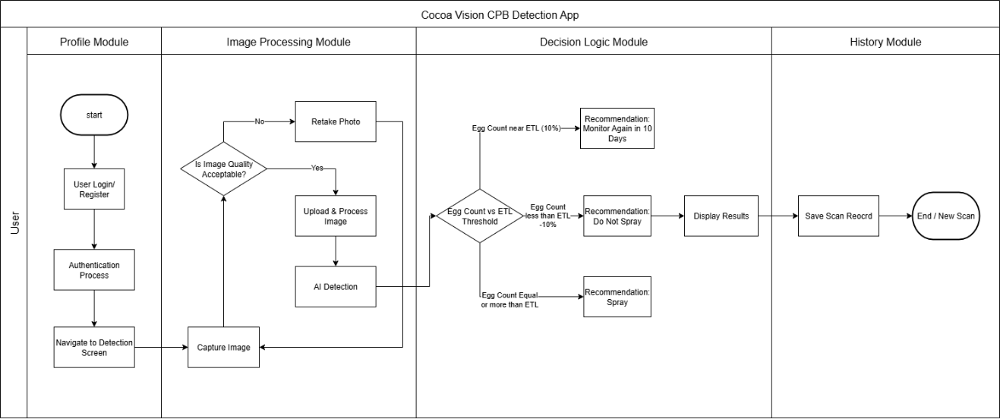 Cocoa Vision CPB Detection App
User
Profile Module
Image Processing Module
Decision Logic Module
History Module
start
User Login/
Register
Authentication
Process
Navigate to Detection
Screen
Capture Image
Is Image Quality
Acceptable?
No
Retake Photo
Yes
Upload & Process
Image
AI Detection
Egg Count vs ETL
Threshold
Egg Count near ETL (10%)
Recommendation:
Monitor Again in 10
Days
Egg Count
less than ETL
-10%
Recommendation:
Do Not Spray
Egg Count Equal
or more than ETL
Recommendation:
Spray
Display Results
Save Scan Reocrd
End / New Scan